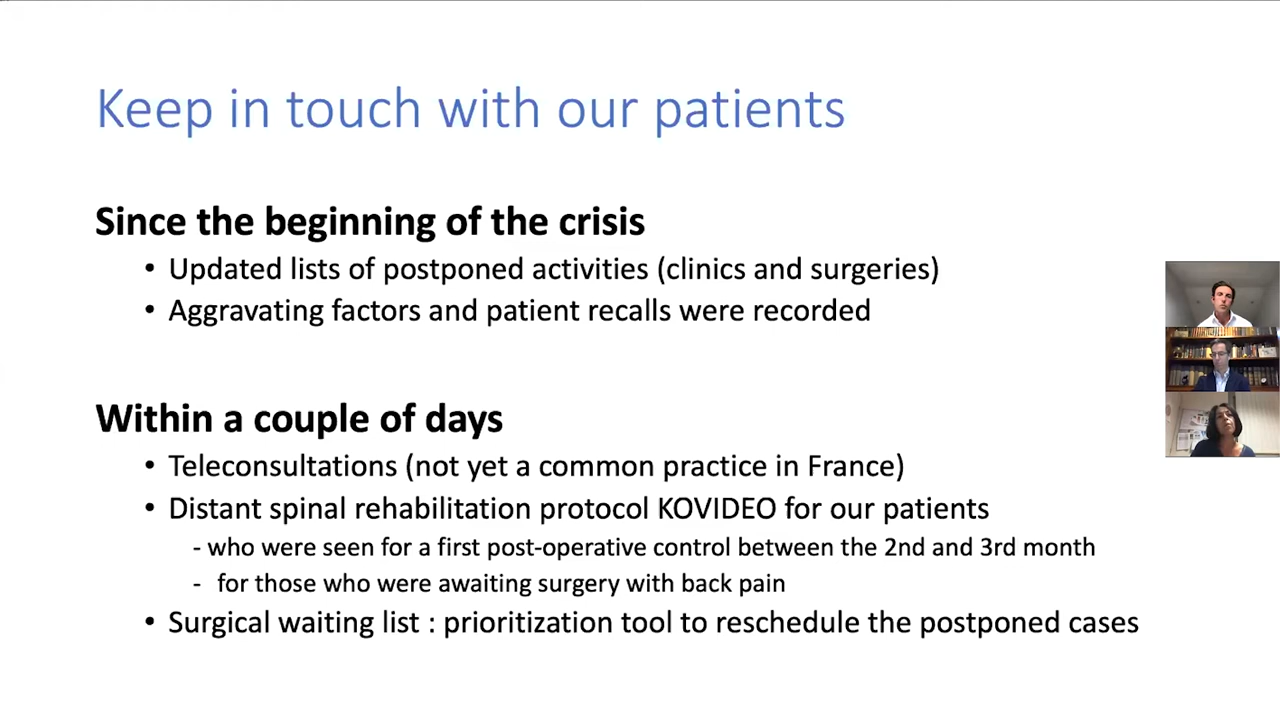 Keep in touch with our patients
Since the beginning of the crisis
• Updated lists of postponed activities (clinics and surgeries)
• Aggravating factors and patient recalls were recorded
Within a couple of days
• Teleconsultations (not yet a common practice in France)
• Distant spinal rehabilitation protocol KOVIDEO for our patients
- who were seen for a first post-operative control between the 2nd and 3rd month
- for those who were awaiting surgery with back pain
• Surgical waiting list : prioritization tool to reschedule the postponed cases